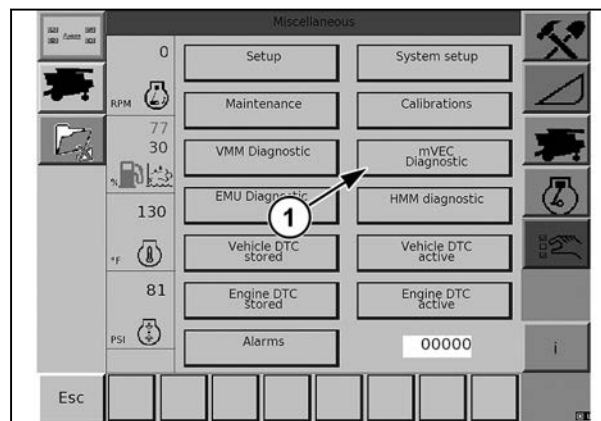 Miscellaneous
0
RPM
77
30
%
130
°F
81
PSI
Setup
System setup
Maintenance
Calibrations
VMM Diagnostic
mVEC
Diagnostic
EMU Diagnostic
HMM diagnostic
Vehicle DTC
stored
Vehicle DTC
active
Engine DTC
stored
Engine DTC
active
Alarms
00000
1
i
Esc